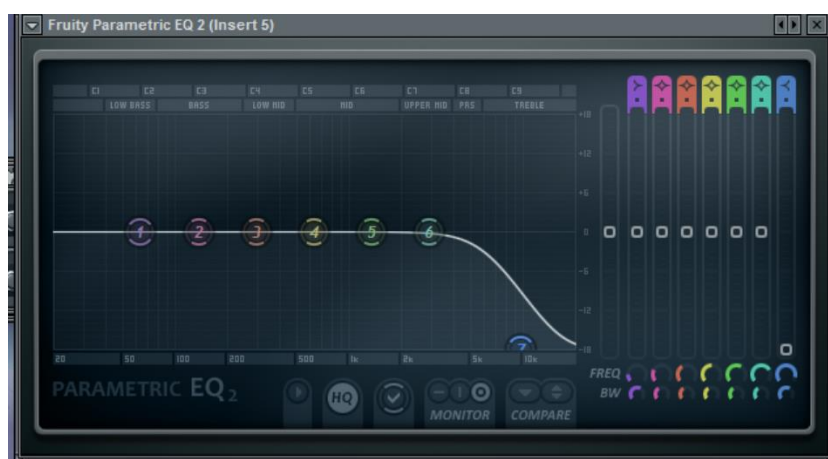 Fruity Parametric EQ 2 (Insert 5)
C1 C2 C3 C4 C5 C6 C7 C8 C9
LOW BASS BASS LOW MID MID UPPER MID PRS TREBLE
+18
+12
+6
0
-6
-12
-18
1 2 3 4 5 6 7
20 50 100 200 500 1K 2K 5K 10K
FREQ
BW
PARAMETRIC EQ 2
HQ
MONITOR
COMPARE